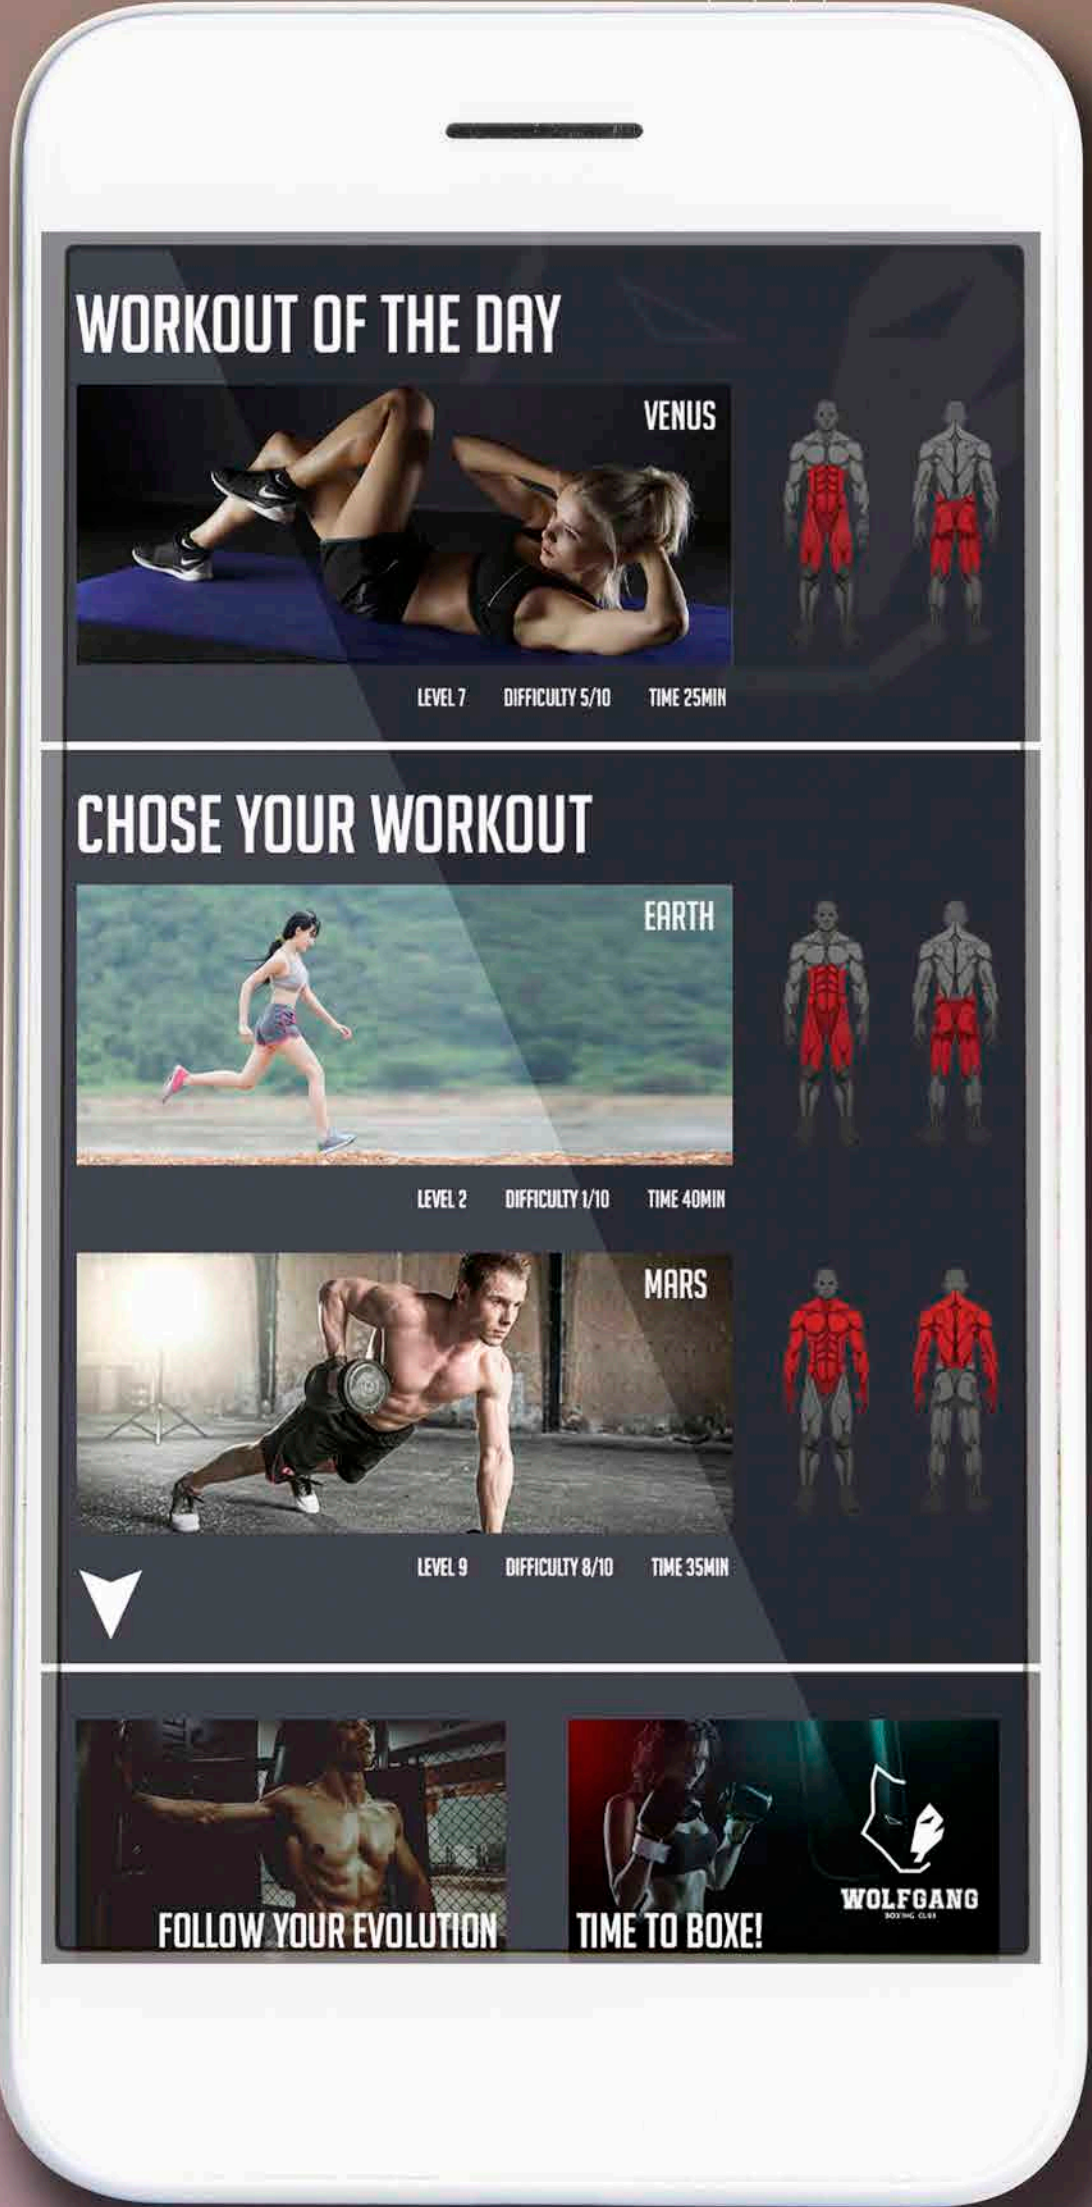 WORKOUT OF THE DAY
VENUS
LEVEL 7 DIFFICULTY 5/10 TIME 25MIN
CHOSE YOUR WORKOUT
EARTH
LEVEL 2 DIFFICULTY 1/10 TIME 40MIN
MARS
LEVEL 9 DIFFICULTY 8/10 TIME 35MIN
FOLLOW YOUR EVOLUTION
TIME TO BOXE!
WOLFGANG
BOXING CLUB